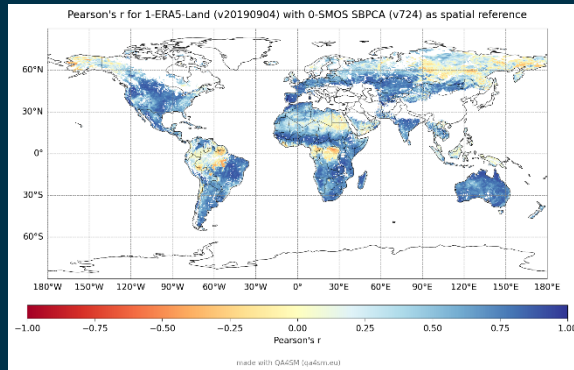 Pearson's r for 1-ERA5-Land (v20190904) with 0-SMOS SBPCA (v724) as spatial reference
60°N
30°N
0°
30°S
60°S
180°W 150°W 120°W 90°W 60°W 30°W 0° 30°E 60°E 90°E 120°E 150°E 180°E
−1.00 −0.75 −0.50 −0.25 0.00 0.25 0.50 0.75 1.00
Pearson's r
made with QA4SM (qa4sm.eu)